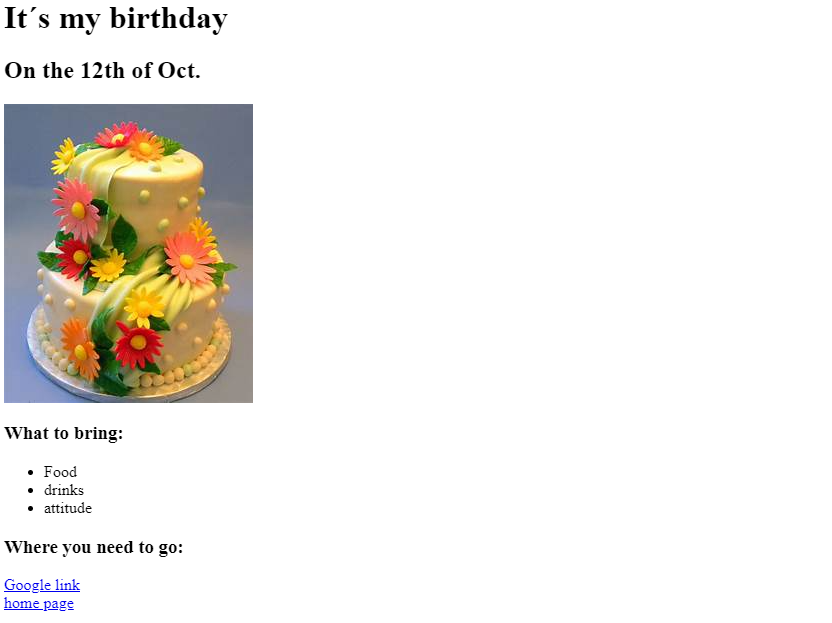 It´s my birthday
On the 12th of Oct.
What to bring:
Food
drinks
attitude
Where you need to go:
Google link
home page